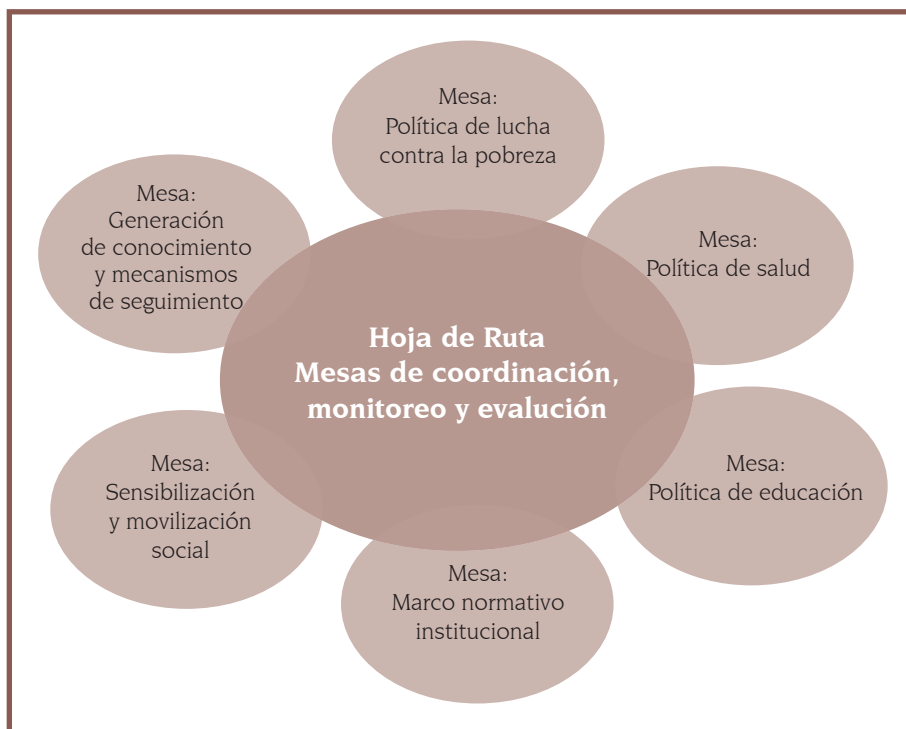 Mesa:
Política de lucha
contra la pobreza
Mesa:
Política de salud
Mesa:
Política de educación
Mesa:
Marco normativo
institucional
Mesa:
Sensibilización
y movilización
social
Mesa:
Generación
de conocimiento
y mecanismos
de seguimiento
Hoja de Ruta
Mesas de coordinación,
monitoreo y evalución